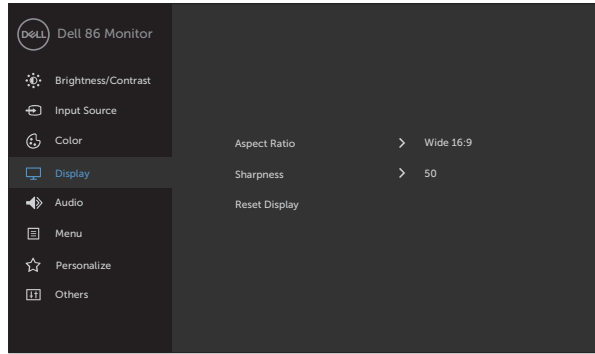 DELL Dell 86 Monitor
Brightness/Contrast
Input Source
Color
Display
Audio
Menu
Personalize
Others
Aspect Ratio > Wide 16:9
Sharpness > 50
Reset Display